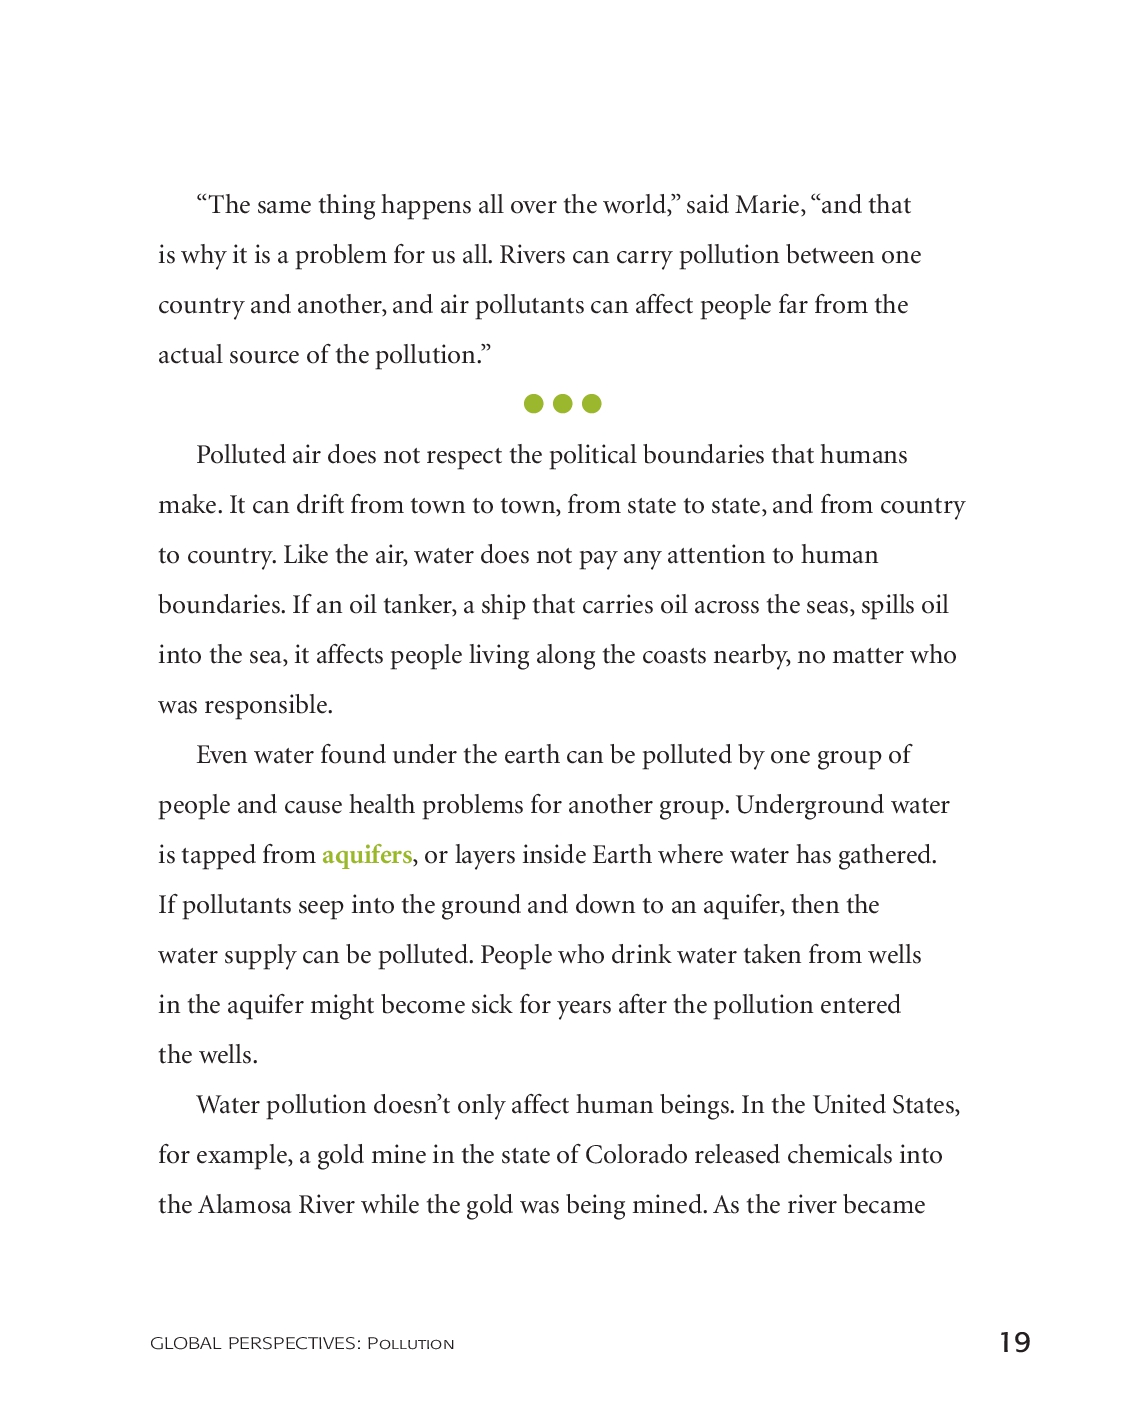 “The same thing happens all over the world,” said Marie, “and that
is why it is a problem for us all. Rivers can carry pollution between one
country and another, and air pollutants can affect people far from the
actual source of the pollution.”
Polluted air does not respect the political boundaries that humans
make. It can drift from town to town, from state to state, and from country
to country. Like the air, water does not pay any attention to human
boundaries. If an oil tanker, a ship that carries oil across the seas, spills oil
into the sea, it affects people living along the coasts nearby, no matter who
was responsible.
Even water found under the earth can be polluted by one group of
people and cause health problems for another group. Underground water
is tapped from aquifers, or layers inside Earth where water has gathered.
If pollutants seep into the ground and down to an aquifer, then the
water supply can be polluted. People who drink water taken from wells
in the aquifer might become sick for years after the pollution entered
the wells.
Water pollution doesn’t only affect human beings. In the United States,
for example, a gold mine in the state of Colorado released chemicals into
the Alamosa River while the gold was being mined. As the river became
GLOBAL PERSPECTIVES: Pollution
19